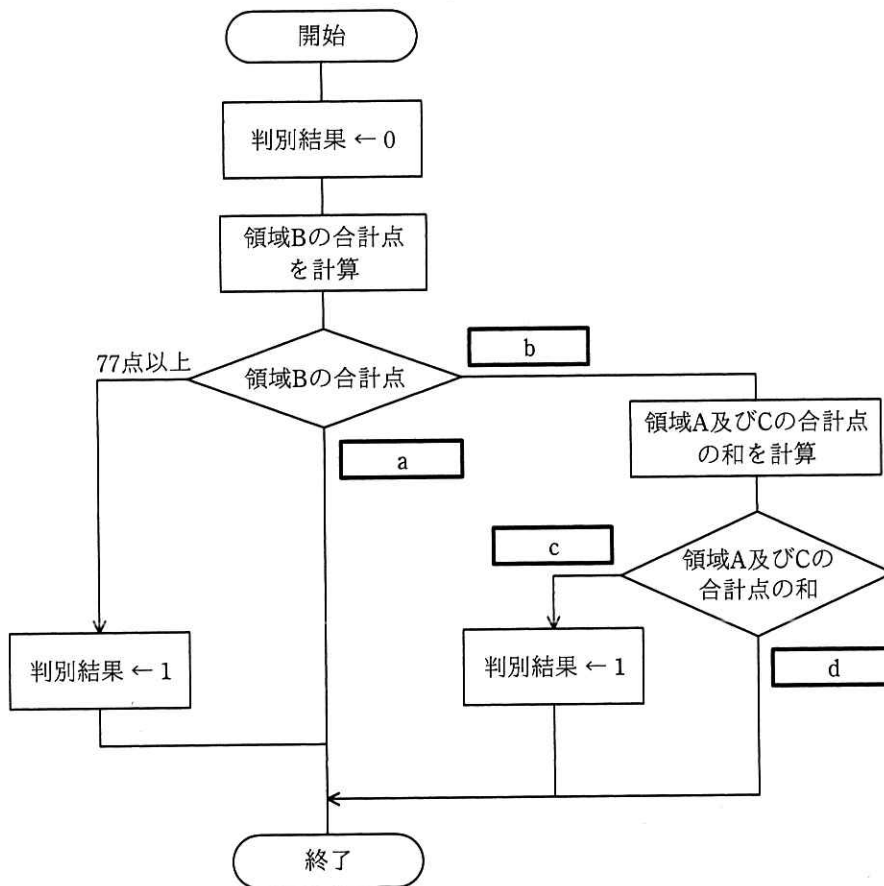 開始
判別結果 ← 0
領域Bの合計点
を計算
77点以上
領域Bの合計点
b
a
領域A及びCの合計点
の和を計算
c
領域A及びCの
合計点の和
判別結果 ← 1
判別結果 ← 1
d
終了